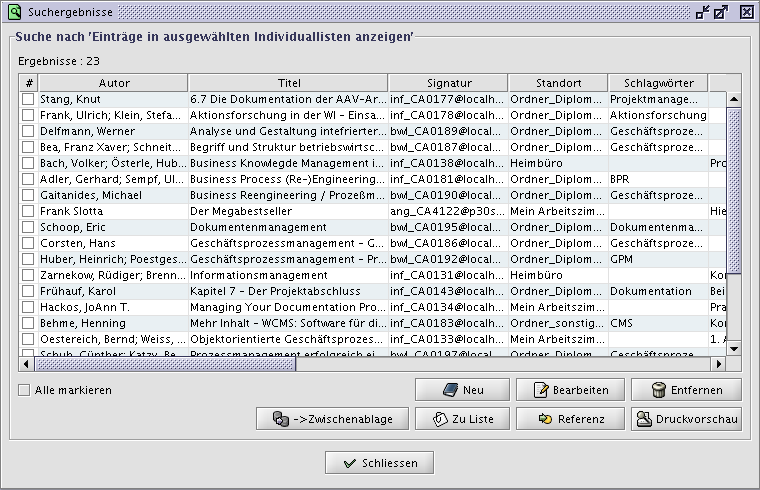 Suchergebnisse
Suche nach 'Einträge in ausgewählten Individuallisten anzeigen'
Ergebnisse : 23
# Autor Titel Signatur Standort Schlagwörter
Stang, Knut 6.7 Die Dokumentation der AAV-Ar... inf_CA0177@localh... Ordner_Diplom... Projektmanage...
Frank, Ulrich; Klein, Stefa... Aktionsforschung in der WI - Einsa... inf_CA0178@localh... Ordner_Diplom... Aktionsforschung
Delfmann, Werner Analyse und Gestaltung intefrierter... bwl_CA0189@local... Ordner_Diplom... Geschäftsproze...
Bea, Franz Xaver; Schneit... Begriff und Struktur betriebswirtsc... bwl_CA0187@local... Ordner_Diplom... Geschäftsproze...
Bach, Volker; Österle, Hub... Business Knowlegde Management i... inf_CA0138@localh... Heimbüro Pro
Adler, Gerhard; Sempf, Ul... Business Process (Re-)Engineering... inf_CA0181@localh... Ordner_Diplom... BPR
Gaitanides, Michael Business Reengineering / Prozeßm... bwl_CA0190@local... Ordner_Diplom... Geschäftsproze...
Frank Slotta Der Megabestseller ang_CA4122@p30s... Mein Arbeitszim... Hie
Schoop, Eric Dokumentenmanagement bwl_CA0195@local... Ordner_Diplom... Dokumentenma...
Corsten, Hans Geschäftsprozessmanagement - G... bwl_CA0186@local... Ordner_Diplom... Geschäftsproze...
Huber, Heinrich; Poestges... Geschäftsprozessmanagement - Pr... bwl_CA0192@local... Ordner_Diplom... GPM
Zarnekow, Rüdiger; Brenn... Informationsmanagement inf_CA0131@localh... Heimbüro Kor
Frühauf, Karol Kapitel 7 - Der Projektabschluss inf_CA0143@localh... Ordner_Diplom... Dokumentation Bei
Hackos, JoAnn T. Managing Your Documentation Pro... inf_CA0134@localh... Mein Arbeitszim... Pra
Behme, Henning Mehr Inhalt - WCMS: Software für di... inf_CA0183@localh... Ordner_sonstig... CMS Kor
Oestereich, Bernd; Weiss, ... Objektorientierte Geschäftsprozes... inf_CA0133@localh... Mein Arbeitszim... 1. A
Schuh, Günther; Katzy, Be... Prozessmanagement erfolgreich ei... bwl_CA0197@local... Ordner_Diplom... Geschäftsproze...
Alle markieren Neu Bearbeiten Entfernen
->Zwischenablage Zu Liste Referenz Druckvorschau
Schliessen